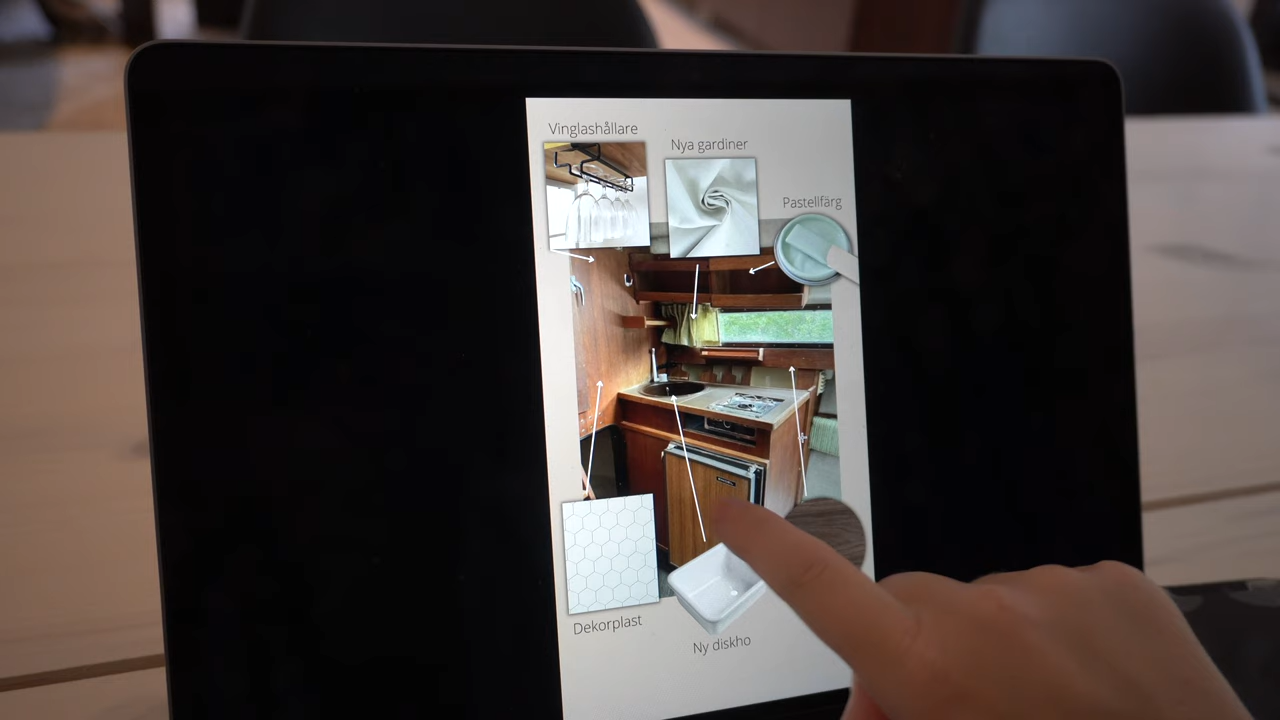 Vinglashållare
Nya gardiner
Pastellfärg
Dekorplast
Ny diskho